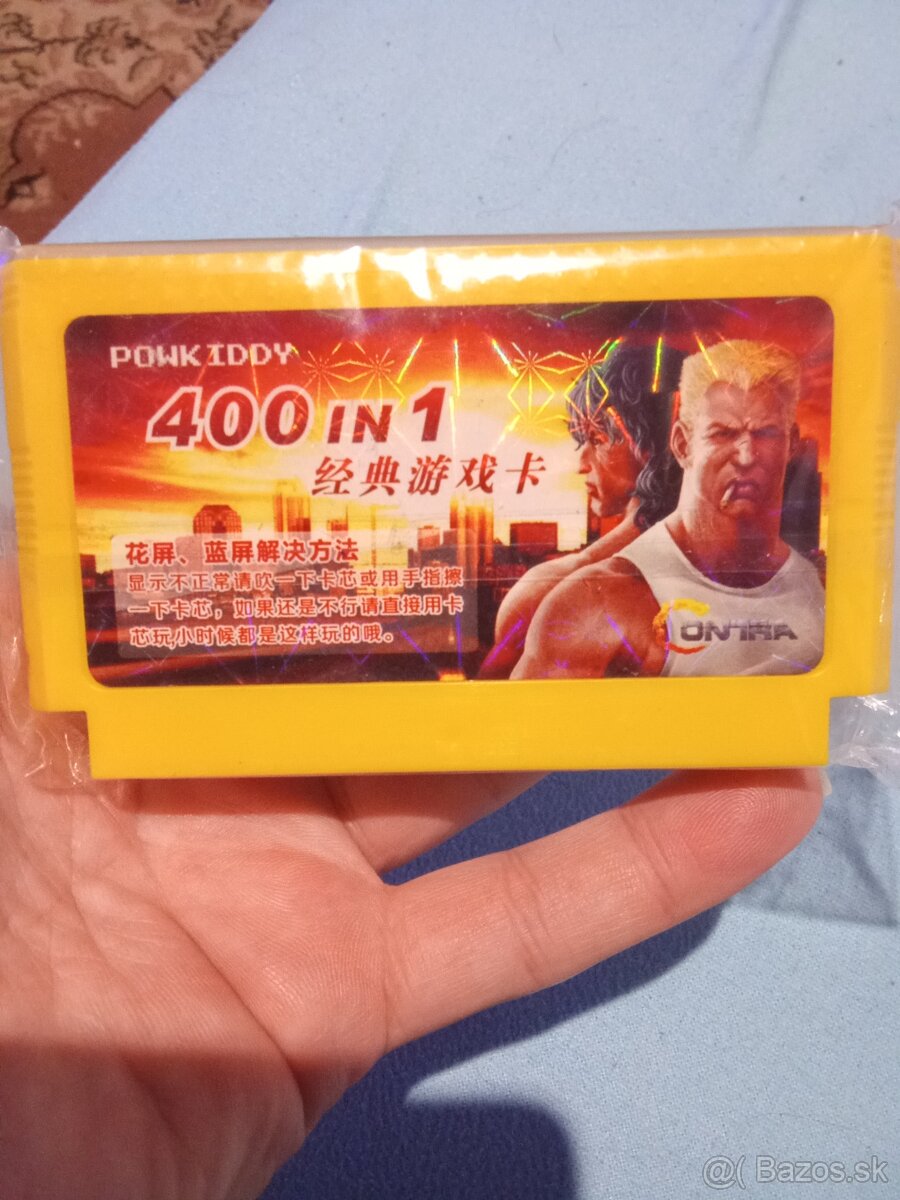 POWKIDDY
400 IN 1
经典游戏卡
花屏、蓝屏解决方法
显示不正常请吹一下卡芯或用手指擦
一下卡芯，如果还是不行请直接用卡
芯玩,小时候都是这样玩的哦。
CONTRA
@( Bazos.sk